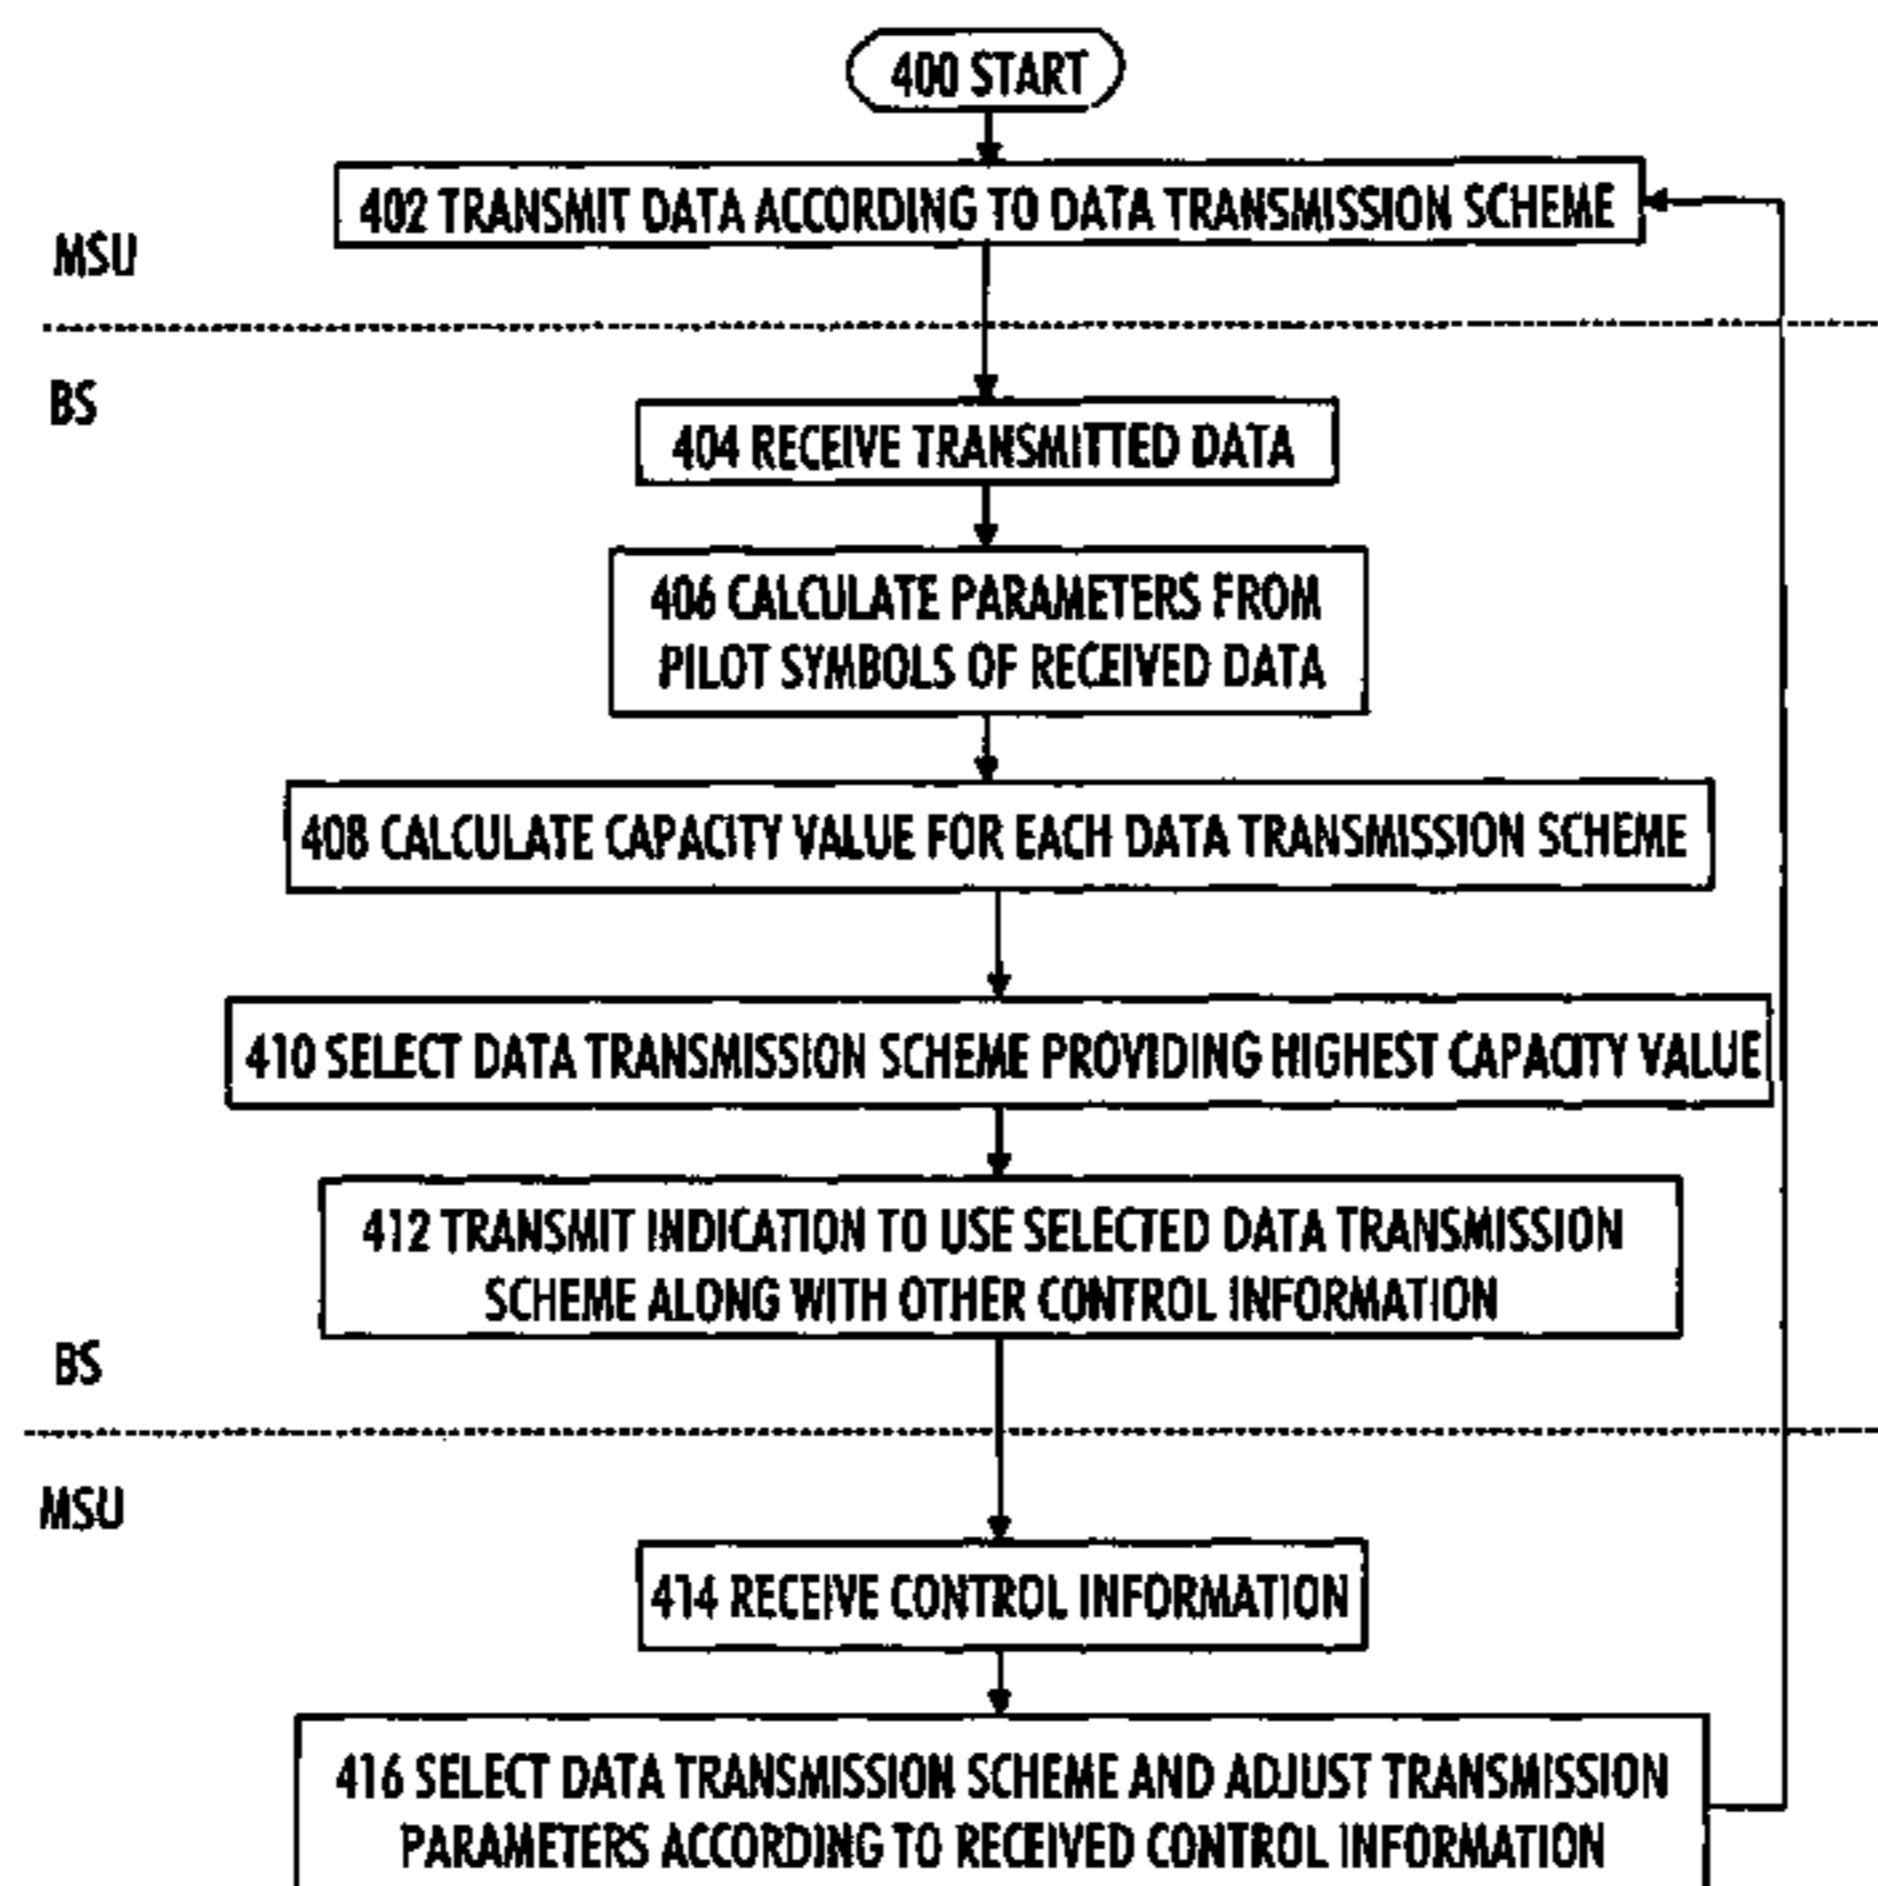 400 START
402 TRANSMIT DATA ACCORDING TO DATA TRANSMISSION SCHEME
MSU
BS
404 RECEIVE TRANSMITTED DATA
406 CALCULATE PARAMETERS FROM
PILOT SYMBOLS OF RECEIVED DATA
408 CALCULATE CAPACITY VALUE FOR EACH DATA TRANSMISSION SCHEME
410 SELECT DATA TRANSMISSION SCHEME PROVIDING HIGHEST CAPACITY VALUE
412 TRANSMIT INDICATION TO USE SELECTED DATA TRANSMISSION
SCHEME ALONG WITH OTHER CONTROL INFORMATION
BS
MSU
414 RECEIVE CONTROL INFORMATION
416 SELECT DATA TRANSMISSION SCHEME AND ADJUST TRANSMISSION
PARAMETERS ACCORDING TO RECEIVED CONTROL INFORMATION